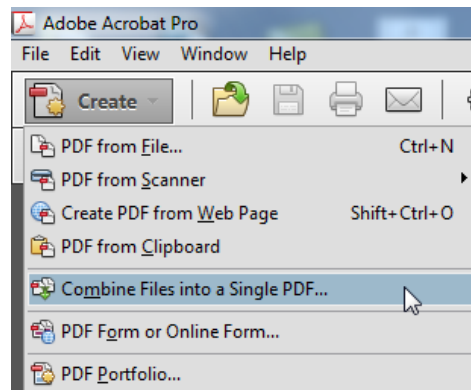 Adobe Acrobat Pro
File Edit View Window Help
Create
PDF from File... Ctrl+N
PDF from Scanner
Create PDF from Web Page Shift+Ctrl+O
PDF from Clipboard
Combine Files into a Single PDF...
PDF Form or Online Form...
PDF Portfolio...